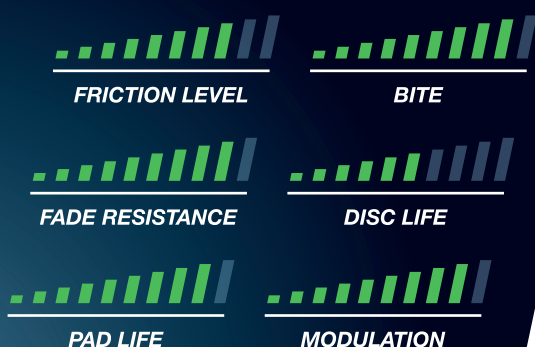 FRICTION LEVEL
BITE
FADE RESISTANCE
DISC LIFE
PAD LIFE
MODULATION